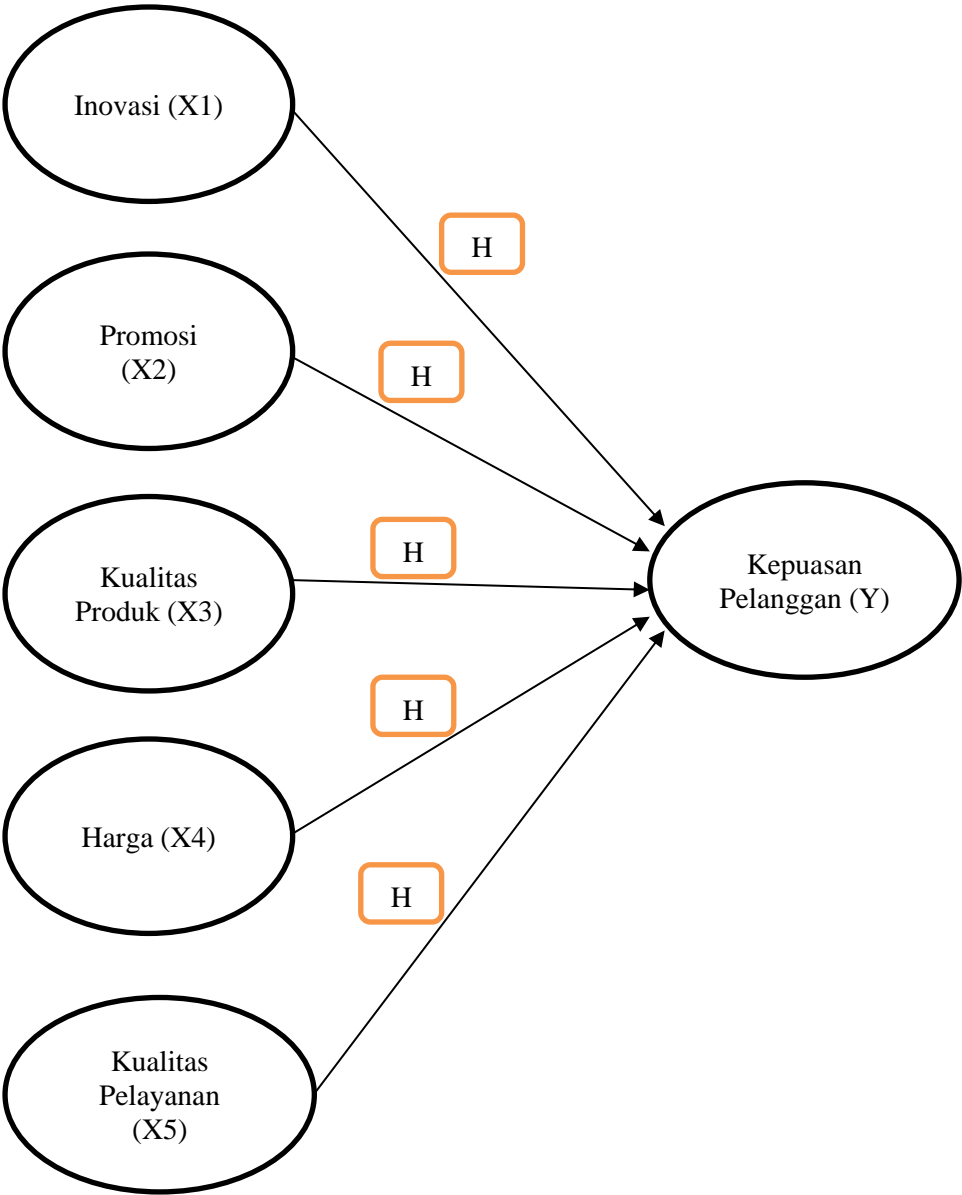 Inovasi (X1)
H
Promosi
(X2)
H
Kualitas
Produk (X3)
H
Kepuasan
Pelanggan (Y)
H
Harga (X4)
H
Kualitas
Pelayanan
(X5)